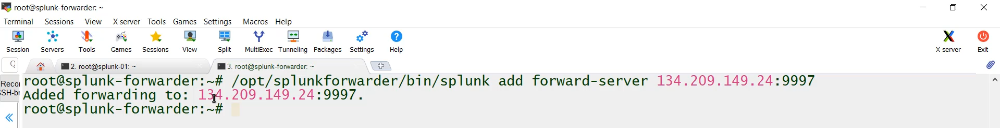 root@splunk-forwarder: ~
Terminal Sessions View X server Tools Games Settings Macros Help
Session Servers Tools Games Sessions View Split MultiExec Tunneling Packages Settings Help X server Exit
2. root@splunk-01: ~ 3. root@splunk-forwarder: ~
root@splunk-forwarder:~# /opt/splunkforwarder/bin/splunk add forward-server 134.209.149.24:9997
Added forwarding to: 134.209.149.24:9997.
root@splunk-forwarder:~#